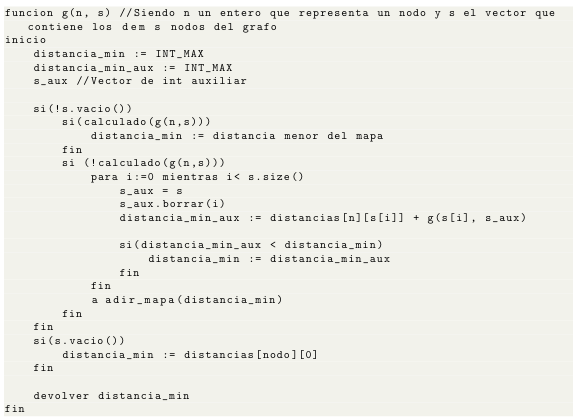 funcion g(n, s) //Siendo n un entero que representa un nodo y s el vector que
contiene los dem s nodos del grafo
inicio
distancia_min := INT_MAX
distancia_min_aux := INT_MAX
s_aux //Vector de int auxiliar
si(!s.vacio())
si(calculado(g(n,s)))
distancia_min := distancia menor del mapa
fin
si (!calculado(g(n,s)))
para i:=0 mientras i< s.size()
s_aux = s
s_aux.borrar(i)
distancia_min_aux := distancias[n][s[i]] + g(s[i], s_aux)
si(distancia_min_aux < distancia_min)
distancia_min := distancia_min_aux
fin
fin
a adir_mapa(distancia_min)
fin
fin
si(s.vacio())
distancia_min := distancias[nodo][0]
fin
devolver distancia_min
fin